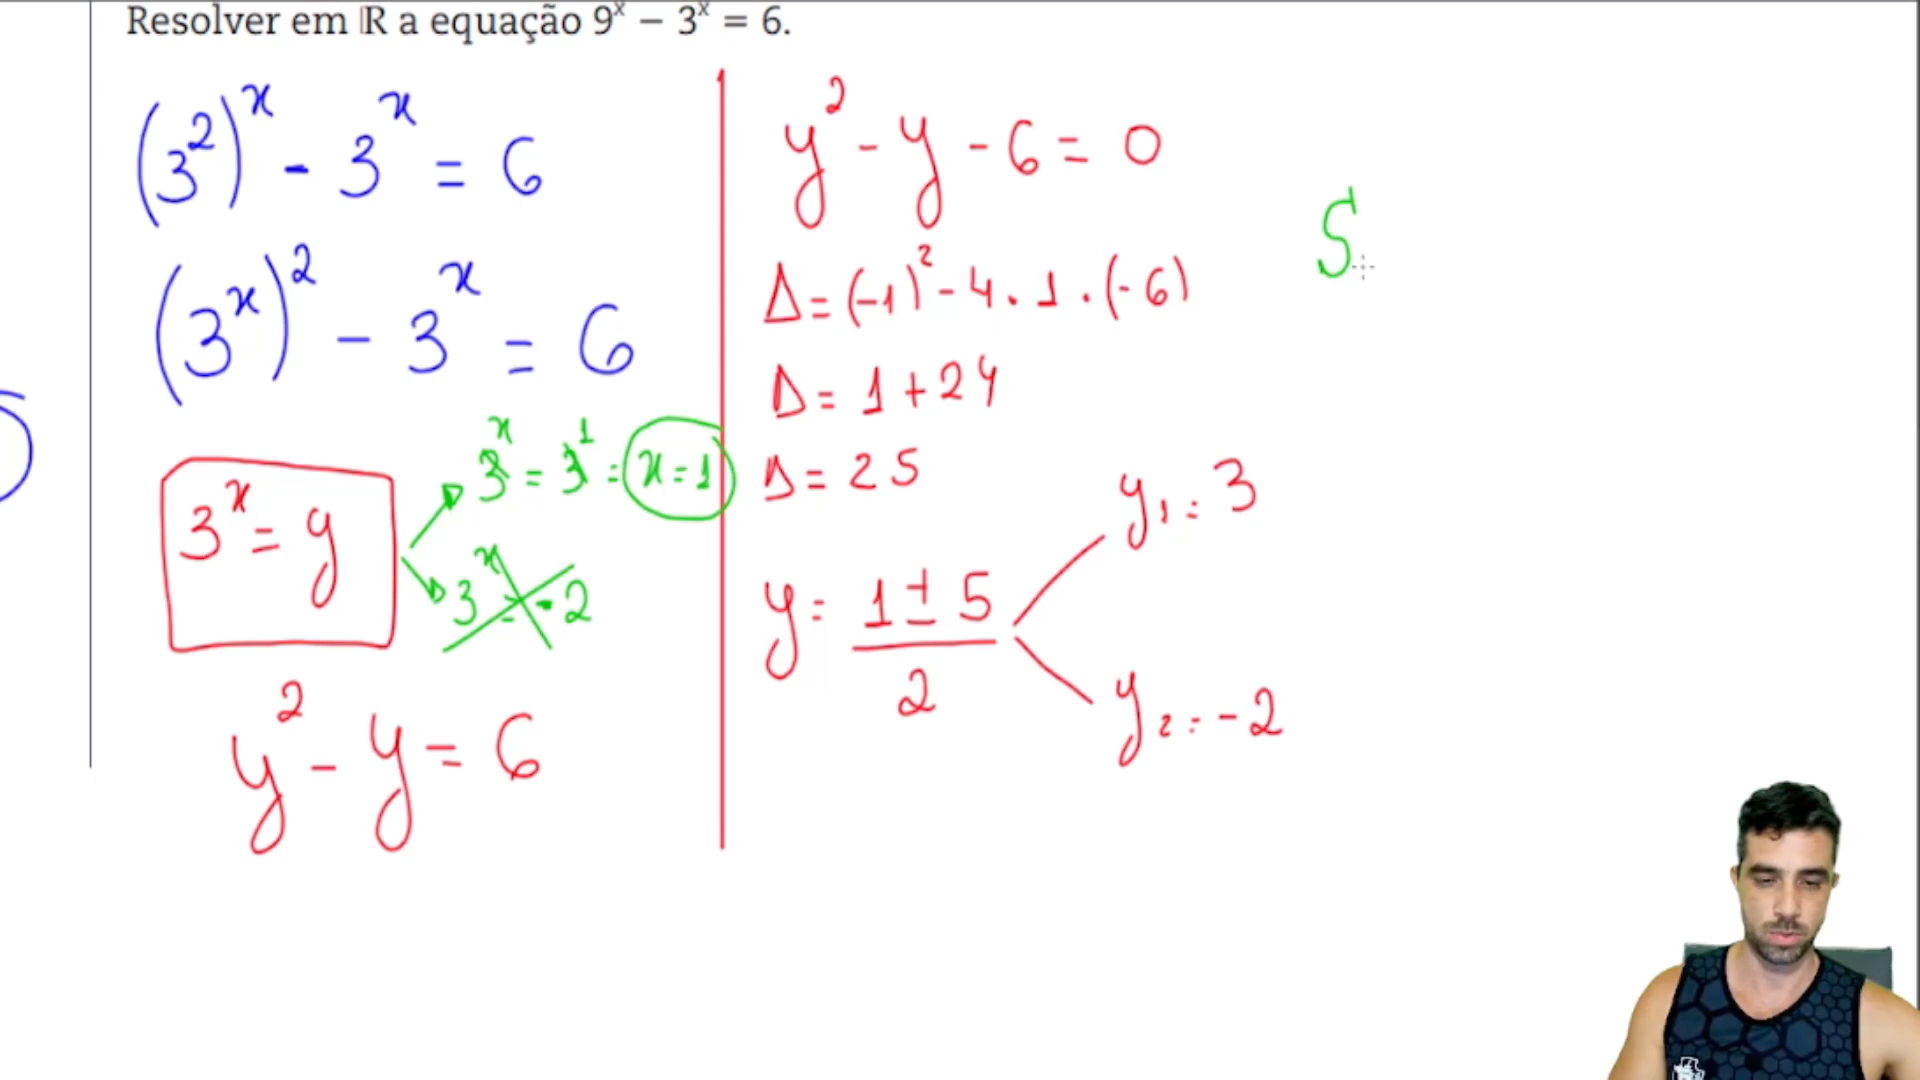 Resolver em ℝ a equação 9ˣ − 3ˣ = 6.
(3²)ˣ - 3ˣ = 6
(3ˣ)² - 3ˣ = 6
3ˣ = y
3ˣ = 3¹ = x = 1
3ˣ = -2
y² - y = 6
y² - y - 6 = 0
Δ = (-1)² - 4 · 1 · (-6)
Δ = 1 + 24
Δ = 25
y = 1 ± 5
2
y₁ = 3
y₂ = -2
S